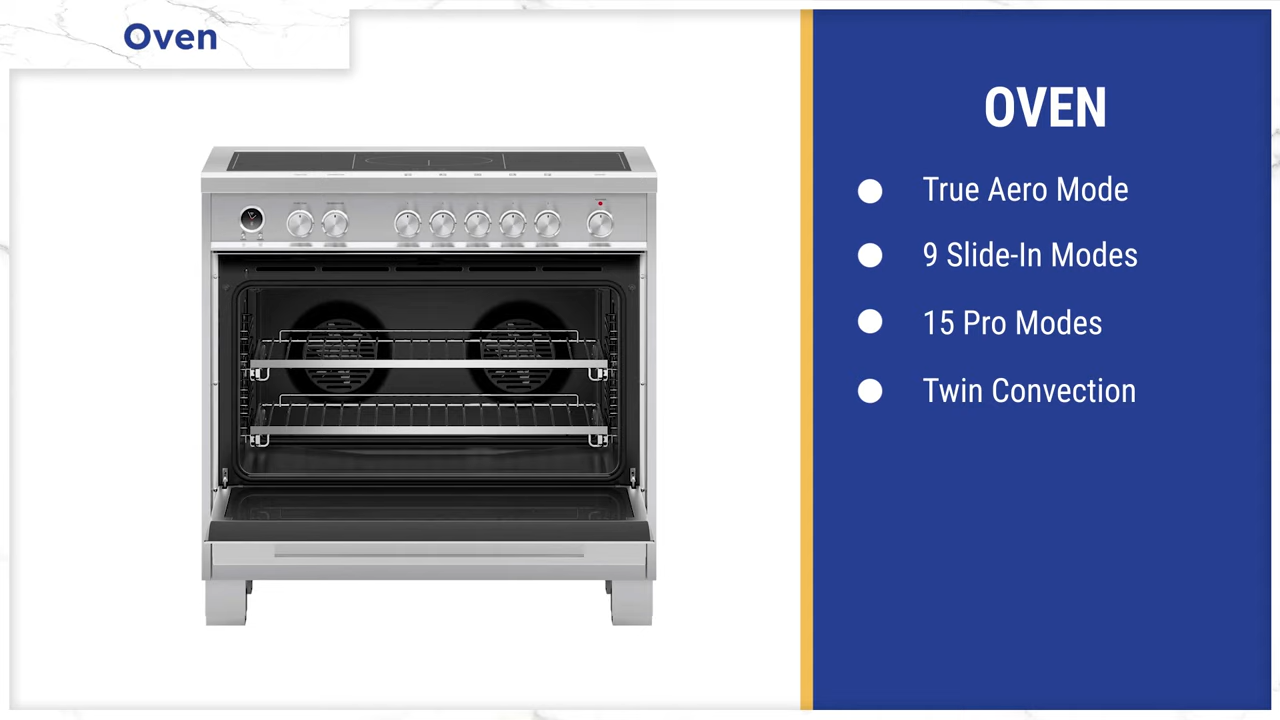 Oven
OVEN
True Aero Mode
9 Slide-In Modes
15 Pro Modes
Twin Convection